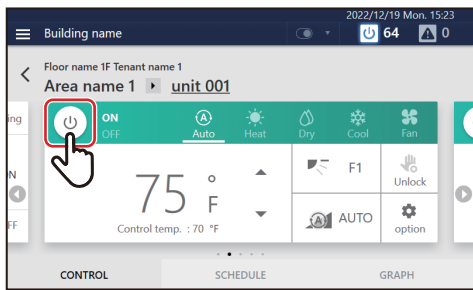 2022/12/19 Mon. 15:23
Building name
64
0
Floor name 1F Tenant name 1
Area name 1
unit 001
ing
ON
OFF
Auto
Heat
Dry
Cool
Fan
N
FF
75 °F
Control temp. : 70 °F
F1
Unlock
AUTO
option
CONTROL
SCHEDULE
GRAPH